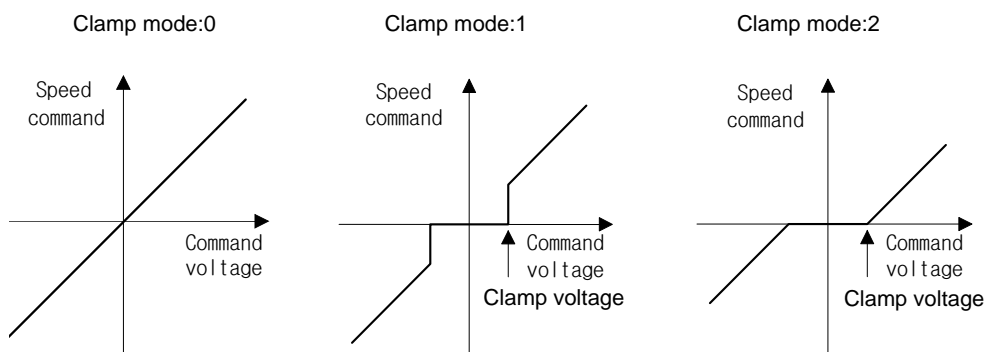 Clamp mode:0
Speed
command
Command
voltage
Clamp mode:1
Speed
command
Command
voltage
Clamp voltage
Clamp mode:2
Speed
command
Command
voltage
Clamp voltage